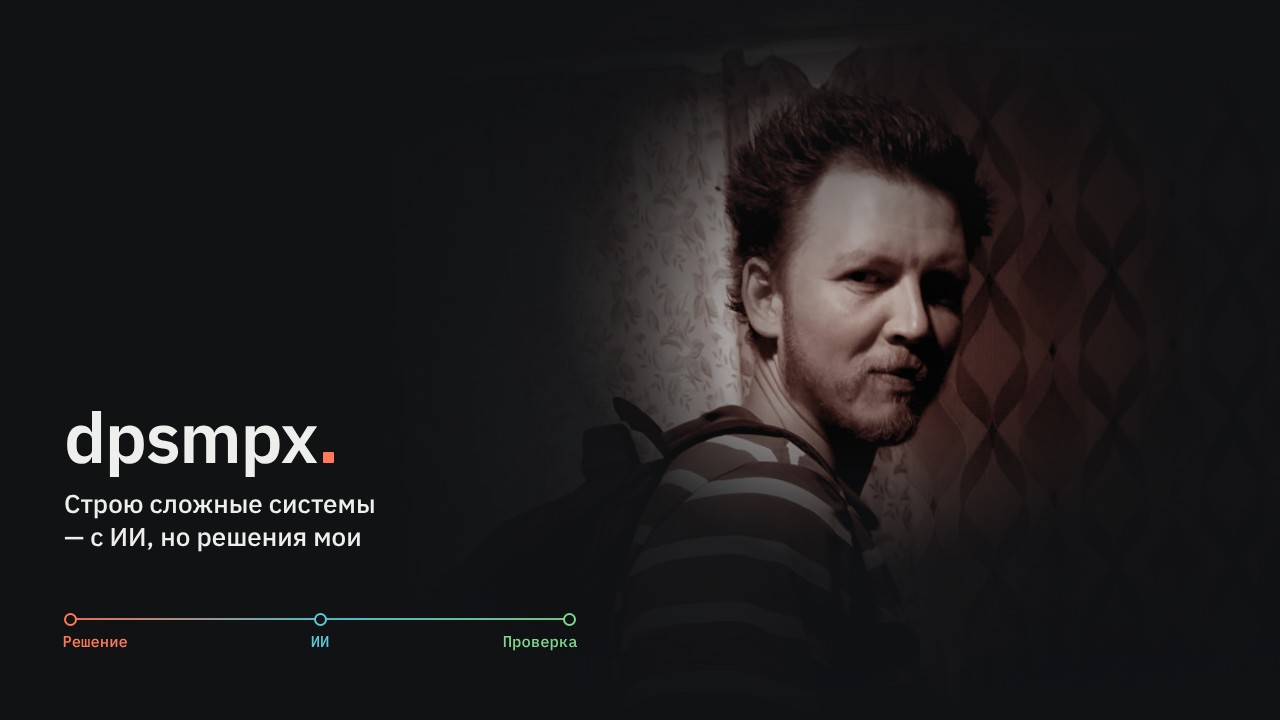 dpsmpx.
Строю сложные системы
— с ИИ, но решения мои
Решение
ИИ
Проверка